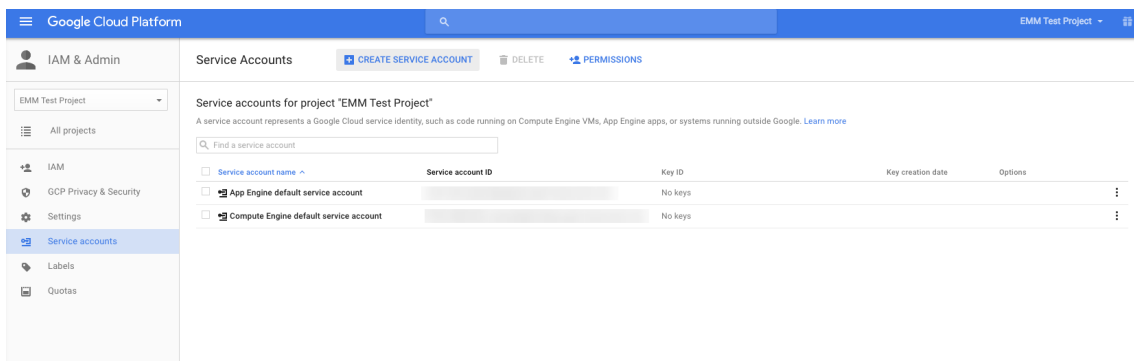 Google Cloud Platform
EMM Test Project
IAM & Admin
Service Accounts
CREATE SERVICE ACCOUNT
DELETE
PERMISSIONS
EMM Test Project
All projects
IAM
GCP Privacy & Security
Settings
Service accounts
Labels
Quotas
Service accounts for project "EMM Test Project"
A service account represents a Google Cloud service identity, such as code running on Compute Engine VMs, App Engine apps, or systems running outside Google. Learn more
Find a service account
Service account name Service account ID Key ID Key creation date Options
App Engine default service account No keys
Compute Engine default service account No keys